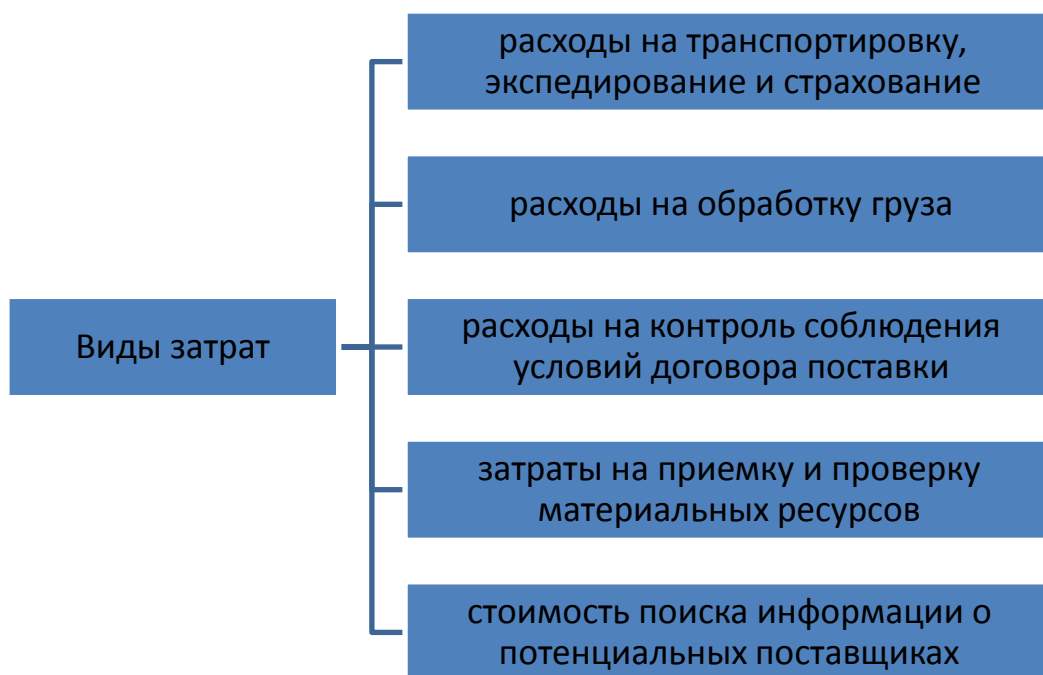 расходы на транспортировку,
экспедирование и страхование
расходы на обработку груза
Виды затрат
расходы на контроль соблюдения
условий договора поставки
затраты на приемку и проверку
материальных ресурсов
стоимость поиска информации о
потенциальных поставщиках